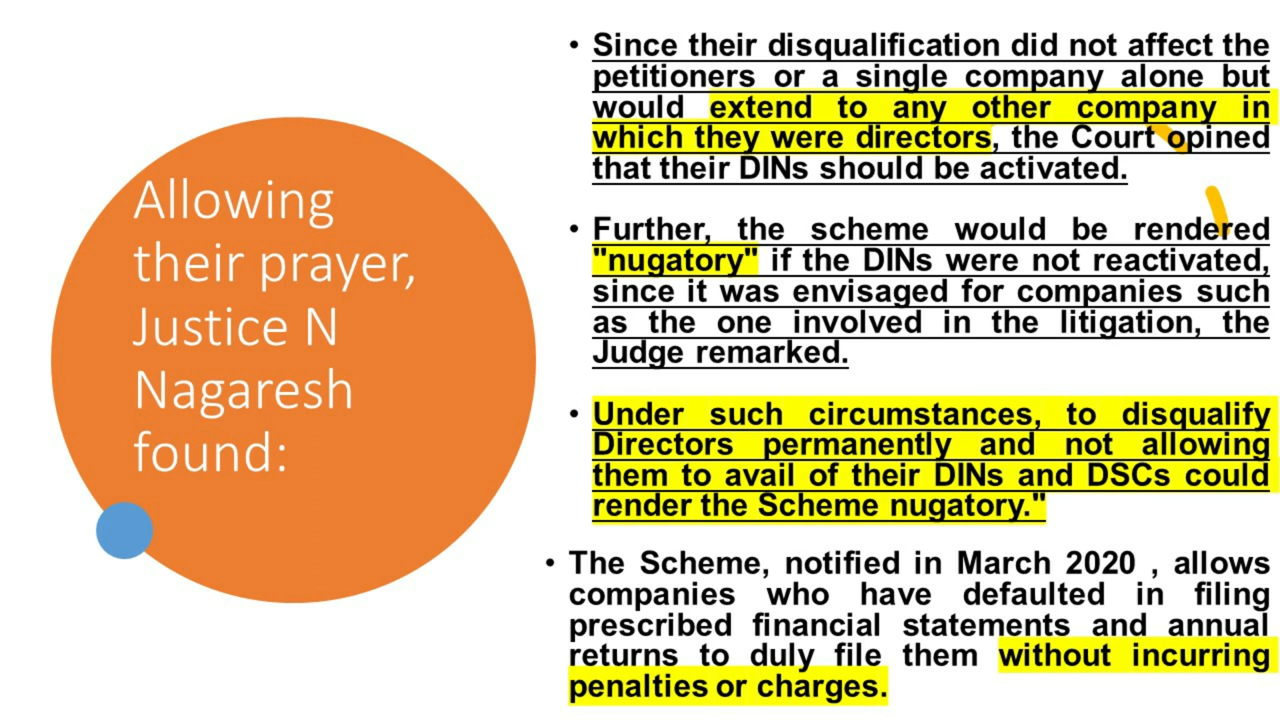 Allowing
their prayer,
Justice N
Nagaresh
found:
• Since their disqualification did not affect the
petitioners or a single company alone but
would extend to any other company in
which they were directors, the Court opined
that their DINs should be activated.
• Further, the scheme would be rendered
"nugatory" if the DINs were not reactivated,
since it was envisaged for companies such
as the one involved in the litigation, the
Judge remarked.
• Under such circumstances, to disqualify
Directors permanently and not allowing
them to avail of their DINs and DSCs could
render the Scheme nugatory."
• The Scheme, notified in March 2020 , allows
companies who have defaulted in filing
prescribed financial statements and annual
returns to duly file them without incurring
penalties or charges.